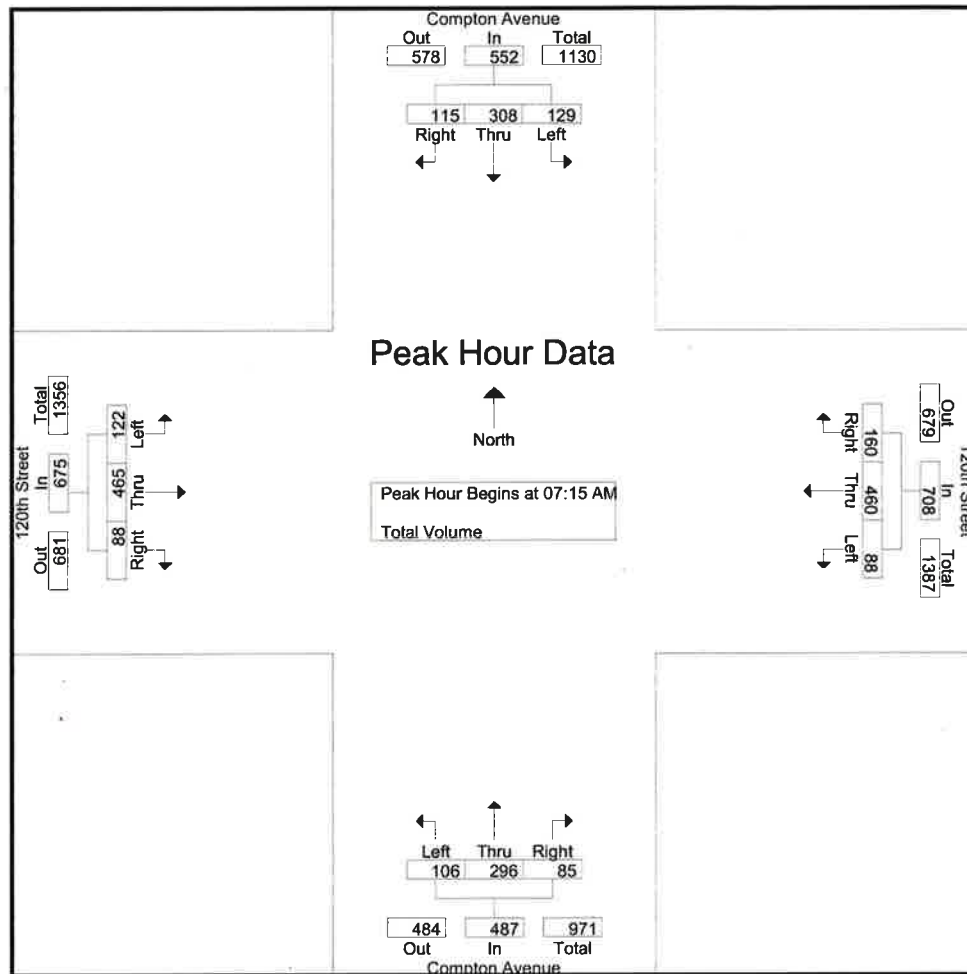 Compton Avenue
Out In Total
578 552 1130
115 308 129
Right Thru Left
Peak Hour Data
North
Peak Hour Begins at 07:15 AM
Total Volume
120th Street
Out In Total
681 675 1356
122 465 88
Left Thru Right
120th Street
Out In Total
679 708 1387
160 460 88
Right Thru Left
Left Thru Right
106 296 85
484 487 971
Out In Total
Compton Avenue